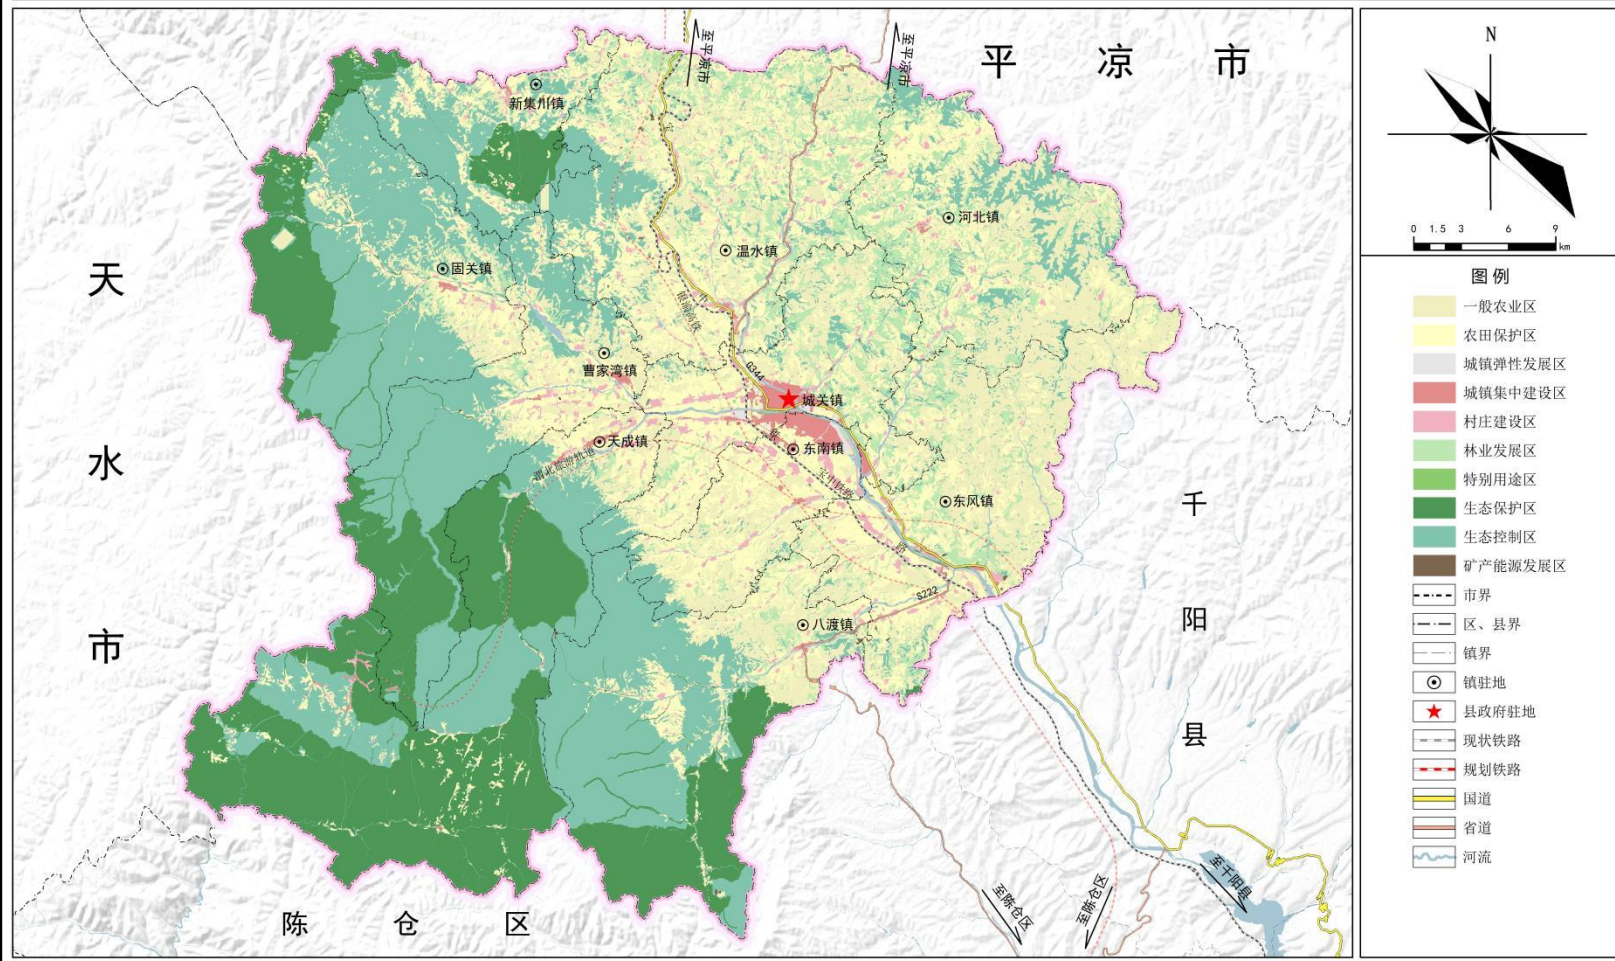 平 凉 市
至平凉市
至平凉市
新集川镇
河北镇
温水镇
固关镇
天 水 市
银浦高铁
曹家湾镇
G344
城关镇
天成镇
东南镇
宝中铁路
东风镇
千 阳 县
S222
八渡镇
陈 仓 区
至陈仓区
至陈仓区
至千阳县
N
0 1.5 3 6 9
km
图 例
一般农业区
农田保护区
城镇弹性发展区
城镇集中建设区
村庄建设区
林业发展区
特别用途区
生态保护区
生态控制区
矿产能源发展区
市界
区、县界
镇界
镇驻地
县政府驻地
现状铁路
规划铁路
国道
省道
河流